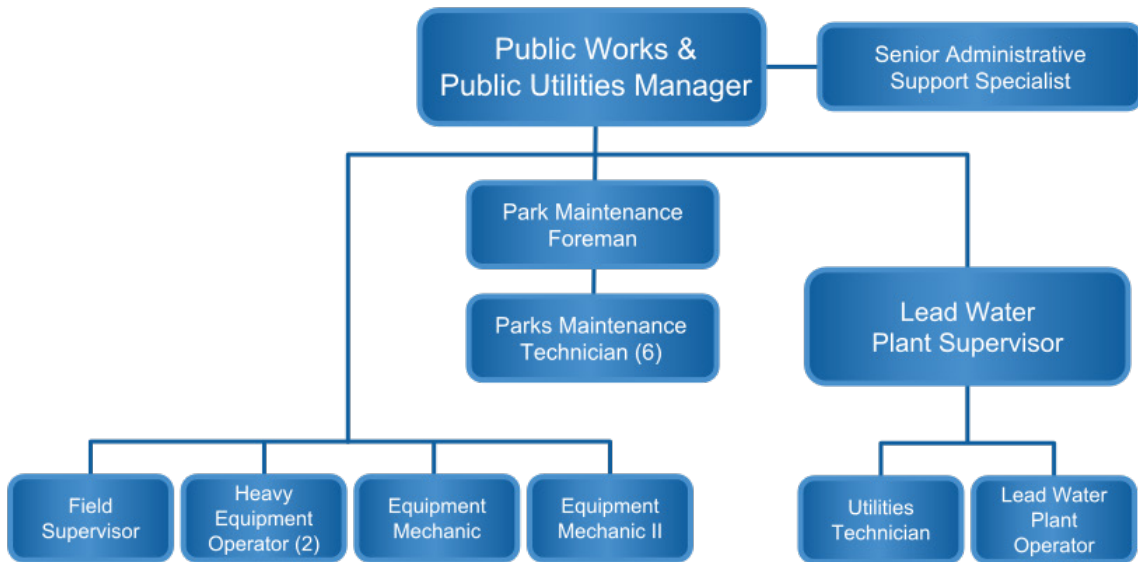 Public Works &
Public Utilities Manager
Senior Administrative
Support Specialist
Park Maintenance
Foreman
Parks Maintenance
Technician (6)
Lead Water
Plant Supervisor
Field
Supervisor
Heavy
Equipment
Operator (2)
Equipment
Mechanic
Equipment
Mechanic II
Utilities
Technician
Lead Water
Plant
Operator